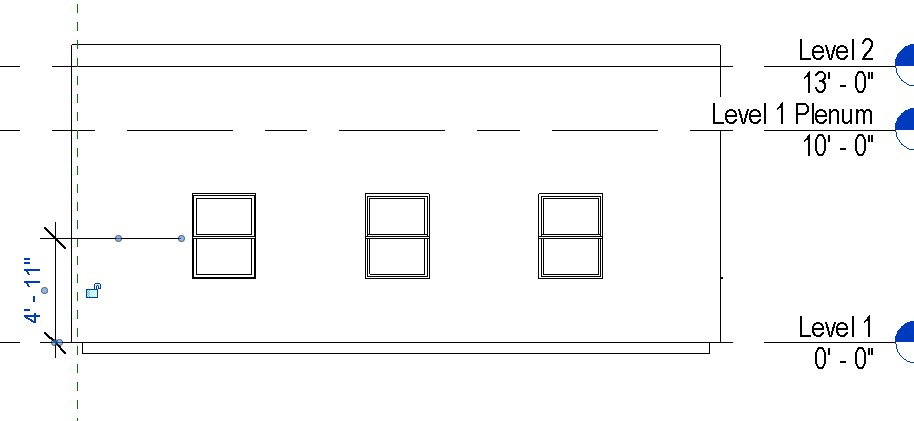 Level 2
13' - 0"
Level 1 Plenum
10' - 0"
4' - 11"
Level 1
0' - 0"